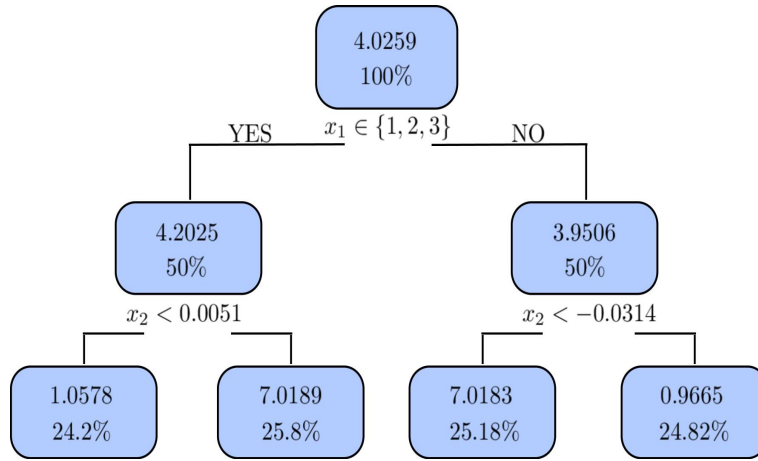 4.0259
100%
x₁ ∈ {1, 2, 3}
YES
NO
4.2025
50%
3.9506
50%
x₂ < 0.0051
x₂ < −0.0314
1.0578
24.2%
7.0189
25.8%
7.0183
25.18%
0.9665
24.82%